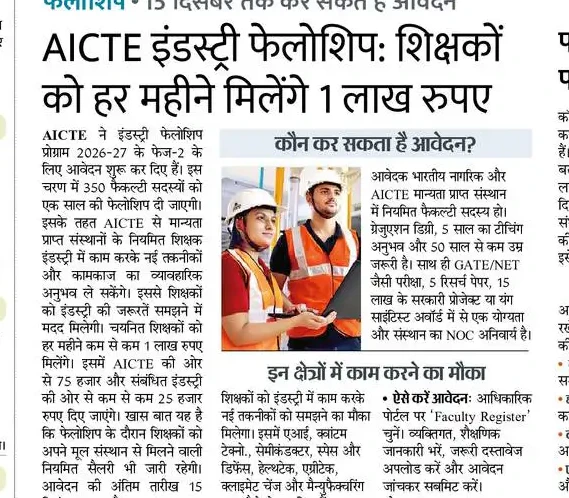 फेलोशिप • 15 दिसंबर तक कर सकते हैं आवेदन
AICTE इंडस्ट्री फेलोशिप: शिक्षकों
को हर महीने मिलेंगे 1 लाख रुपए
AICTE ने इंडस्ट्री फेलोशिप
प्रोग्राम 2026-27 के फेज-2 के
लिए आवेदन शुरू कर दिए हैं। इस
चरण में 350 फैकल्टी सदस्यों को
एक साल की फेलोशिप दी जाएगी।
इसके तहत AICTE से मान्यता
प्राप्त संस्थानों के नियमित शिक्षक
इंडस्ट्री में काम करके नई तकनीकों
और कामकाज का व्यावहारिक
अनुभव ले सकेंगे। इससे शिक्षकों
को इंडस्ट्री की जरूरतें समझने में
मदद मिलेगी। चयनित शिक्षकों को
हर महीने कम से कम 1 लाख रुपए
मिलेंगे। इसमें AICTE की ओर
से 75 हजार और संबंधित इंडस्ट्री
की ओर से कम से कम 25 हजार
रुपए दिए जाएंगे। खास बात यह है
कि फेलोशिप के दौरान शिक्षकों को
अपने मूल संस्थान से मिलने वाली
नियमित सैलरी भी जारी रहेगी।
आवेदन की अंतिम तारीख 15
कौन कर सकता है आवेदन?
आवेदक भारतीय नागरिक और
AICTE मान्यता प्राप्त संस्थान
में नियमित फैकल्टी सदस्य हो।
ग्रेजुएशन डिग्री, 5 साल का टीचिंग
अनुभव और 50 साल से कम उम्र
जरूरी है। साथ ही GATE/NET
जैसी परीक्षा, 5 रिसर्च पेपर, 15
लाख के सरकारी प्रोजेक्ट या यंग
साइंटिस्ट अवॉर्ड में से एक योग्यता
और संस्थान का NOC अनिवार्य है।
इन क्षेत्रों में काम करने का मौका
शिक्षकों को इंडस्ट्री में काम करके
नई तकनीकों को समझने का मौका
मिलेगा। इसमें एआई, क्वांटम
टेक्नो., सेमीकंडक्टर, स्पेस और
डिफेंस, हेल्थटेक, एग्रीटेक,
क्लाइमेट चेंज और मैन्युफैक्चरिंग
• ऐसे करें आवेदन: आधिकारिक
पोर्टल पर 'Faculty Register'
चुनें। व्यक्तिगत, शैक्षणिक
जानकारी भरें, जरूरी दस्तावेज
अपलोड करें और आवेदन
जांचकर सबमिट करें।